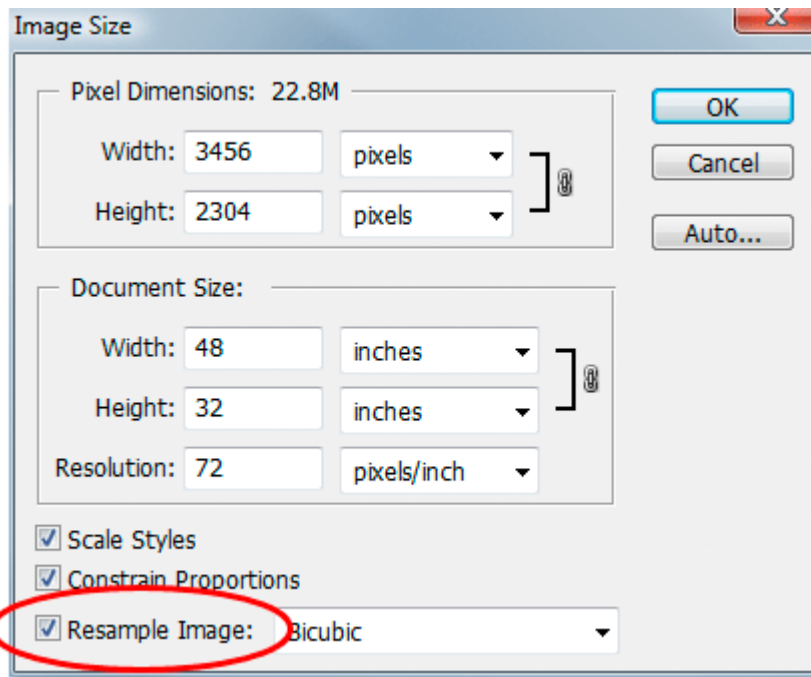 Image Size
Pixel Dimensions: 22.8M
OK
Width: 3456 pixels
Cancel
Height: 2304 pixels
Auto...
Document Size:
Width: 48 inches
Height: 32 inches
Resolution: 72 pixels/inch
Scale Styles
Constrain Proportions
Resample Image: Bicubic